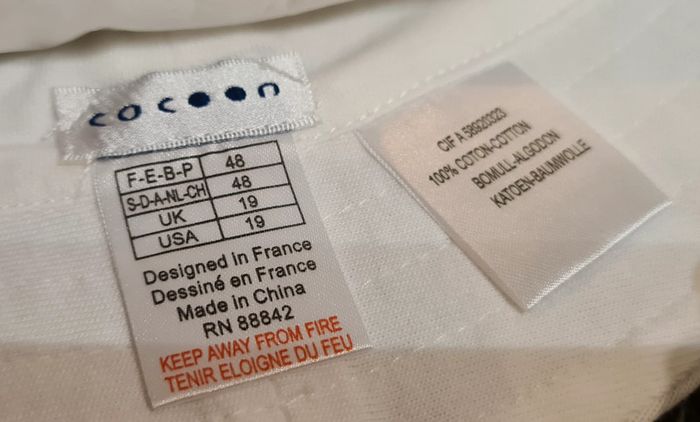 cocoon
F-E-B-P 48
S-D-A-NL-CH 48
UK 19
USA 19
Designed in France
Dessiné en France
Made in China
RN 88842
KEEP AWAY FROM FIRE
TENIR ELOIGNE DU FEU
CIF A 58920323
100% COTON-COTTON
BOMULL-ALGODON
KATOEN-BAUMWOLLE